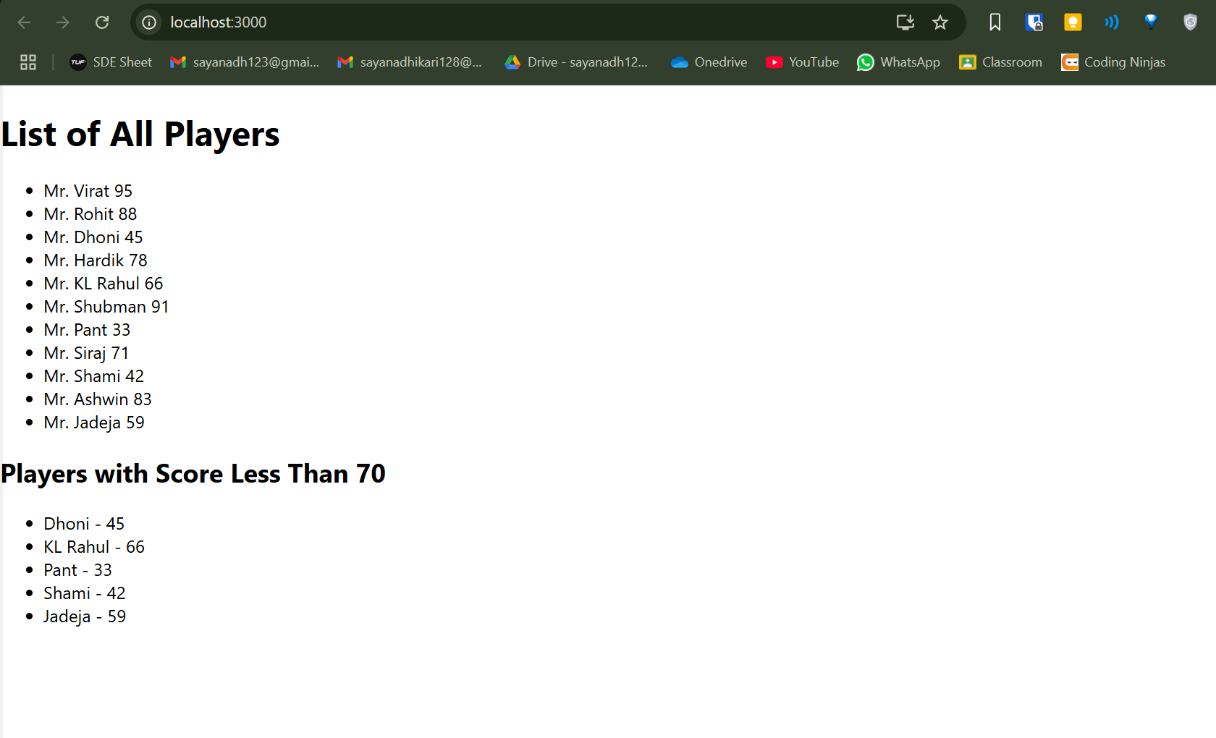 localhost:3000
SDE Sheet sayanadh123@gmai... sayanadhikari128@... Drive - sayanadh12... Onedrive YouTube WhatsApp Classroom Coding Ninjas
List of All Players
• Mr. Virat 95
• Mr. Rohit 88
• Mr. Dhoni 45
• Mr. Hardik 78
• Mr. KL Rahul 66
• Mr. Shubman 91
• Mr. Pant 33
• Mr. Siraj 71
• Mr. Shami 42
• Mr. Ashwin 83
• Mr. Jadeja 59
Players with Score Less Than 70
• Dhoni - 45
• KL Rahul - 66
• Pant - 33
• Shami - 42
• Jadeja - 59